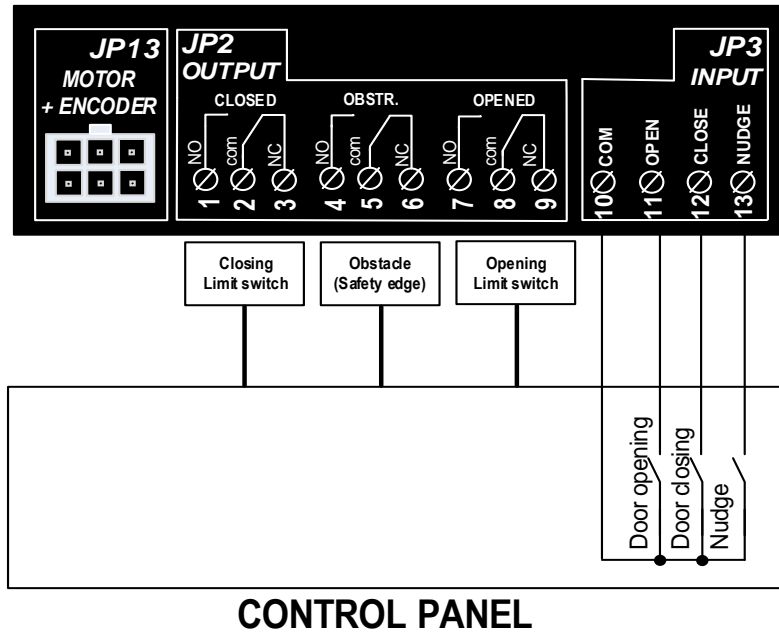 JP13
MOTOR
+ ENCODER
JP2
OUTPUT
CLOSED
OBSTR.
OPENED
NO
com
NC
NO
com
NC
NO
com
NC
1
2
3
4
5
6
7
8
9
JP3
INPUT
COM
OPEN
CLOSE
NUDGE
10
11
12
13
Closing
Limit switch
Obstacle
(Safety edge)
Opening
Limit switch
Door opening
Door closing
Nudge
CONTROL PANEL